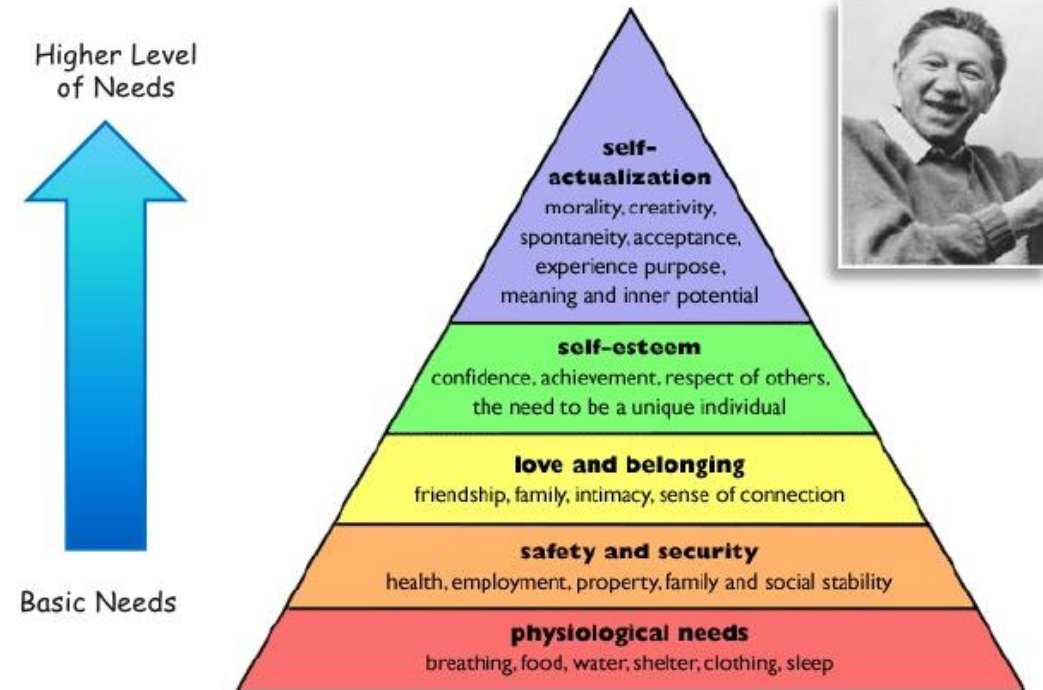 Higher Level
of Needs
self-
actualization
morality, creativity,
spontaneity, acceptance,
experience purpose,
meaning and inner potential
self-esteem
confidence, achievement, respect of others,
the need to be a unique individual
love and belonging
friendship, family, intimacy, sense of connection
safety and security
health, employment, property, family and social stability
Basic Needs
physiological needs
breathing, food, water, shelter, clothing, sleep